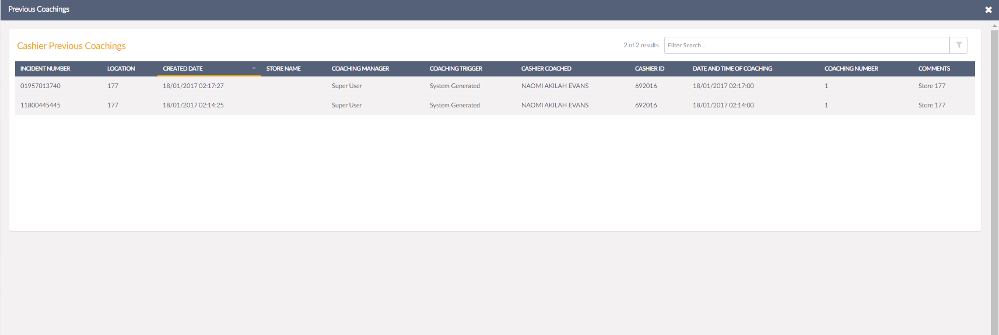 Previous Coachings
Cashier Previous Coachings
2 of 2 results
Filter Search...
INCIDENT NUMBER LOCATION CREATED DATE STORE NAME COACHING MANAGER COACHING TRIGGER CASHIER COACHED CASHIER ID DATE AND TIME OF COACHING COACHING NUMBER COMMENTS
01957013740 177 18/01/2017 02:17:27 Super User System Generated NAOMI AKILAH EVANS 692016 18/01/2017 02:17:00 1 Store 177
11800445445 177 18/01/2017 02:14:25 Super User System Generated NAOMI AKILAH EVANS 692016 18/01/2017 02:14:00 1 Store 177